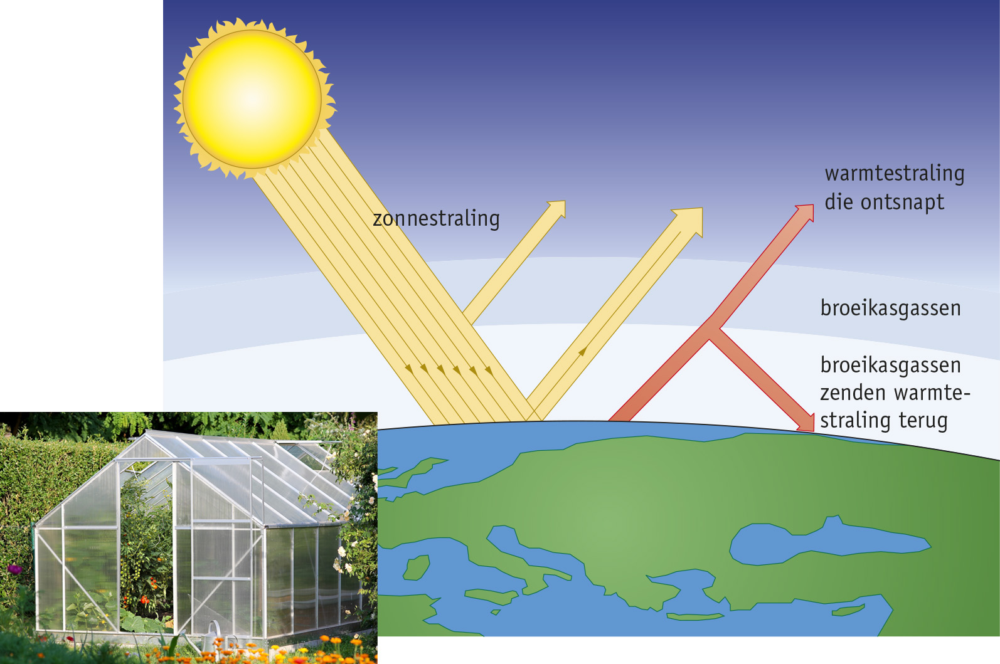 zonnestraling
warmtestraling
die ontsnapt
broeikasgassen
broeikasgassen
zenden warmte-
straling terug